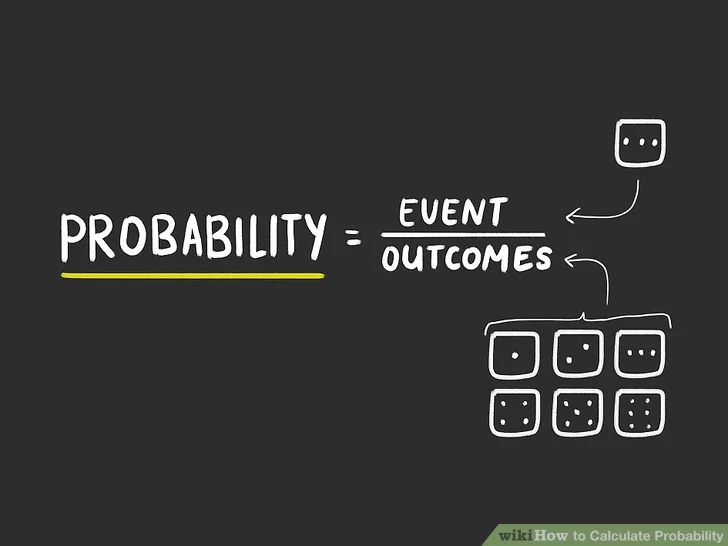 PROBABILITY = EVENT
OUTCOMES
wikiHow to Calculate Probability